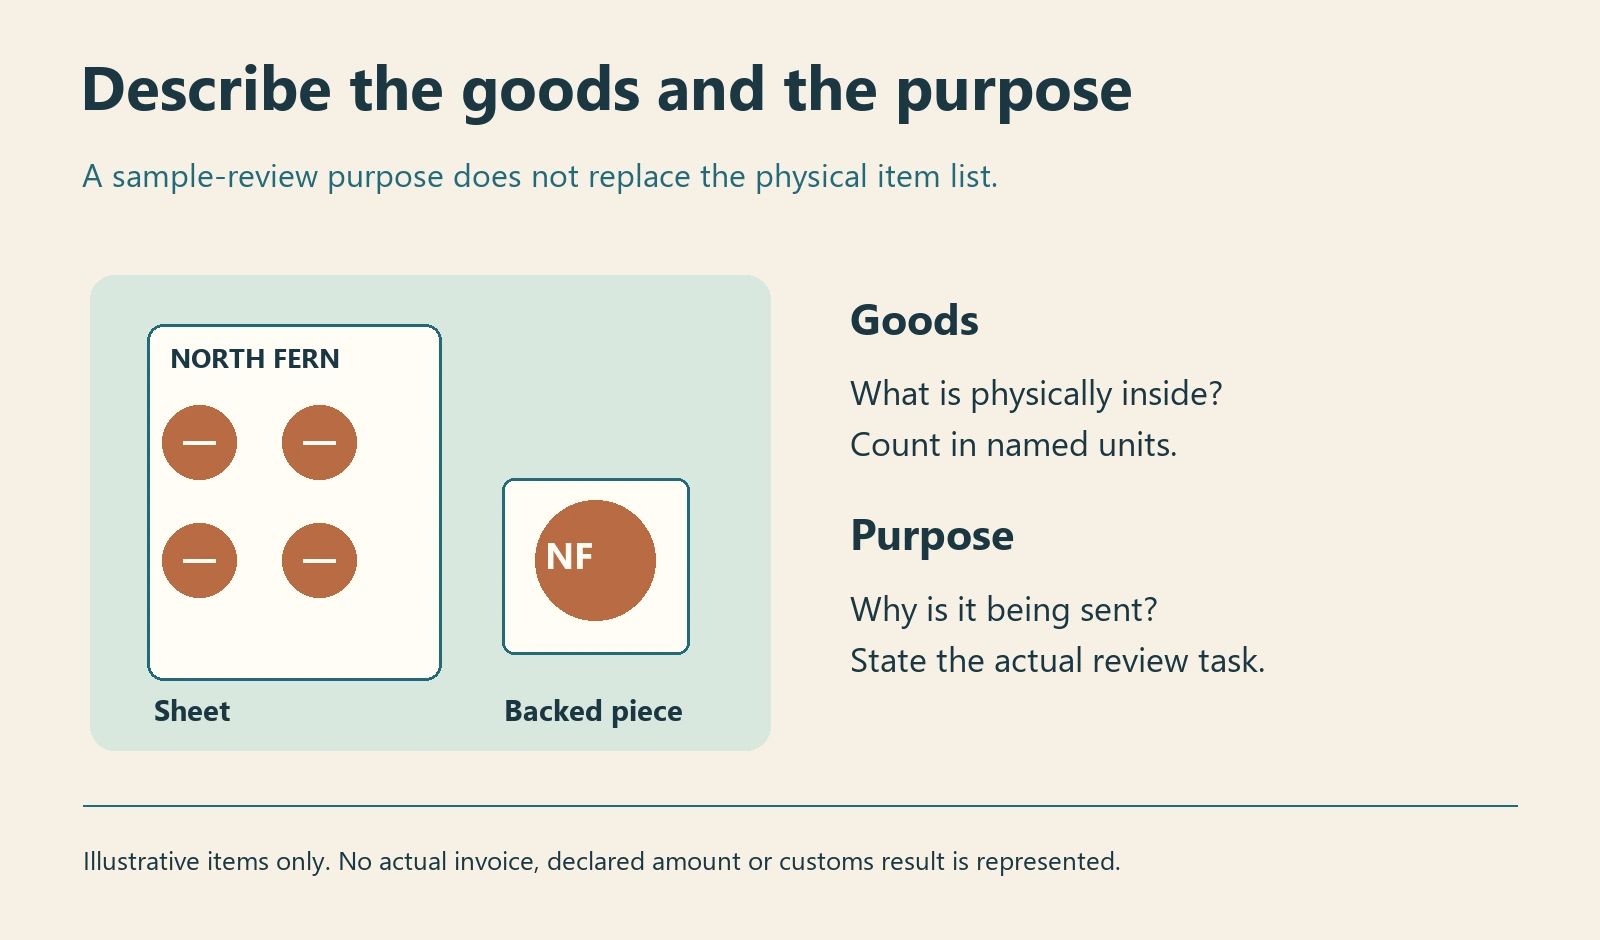 Describe the goods and the purpose
A sample-review purpose does not replace the physical item list.
NORTH FERN
NF
Sheet
Backed piece
Goods
What is physically inside?
Count in named units.
Purpose
Why is it being sent?
State the actual review task.
Illustrative items only. No actual invoice, declared amount or customs result is represented.